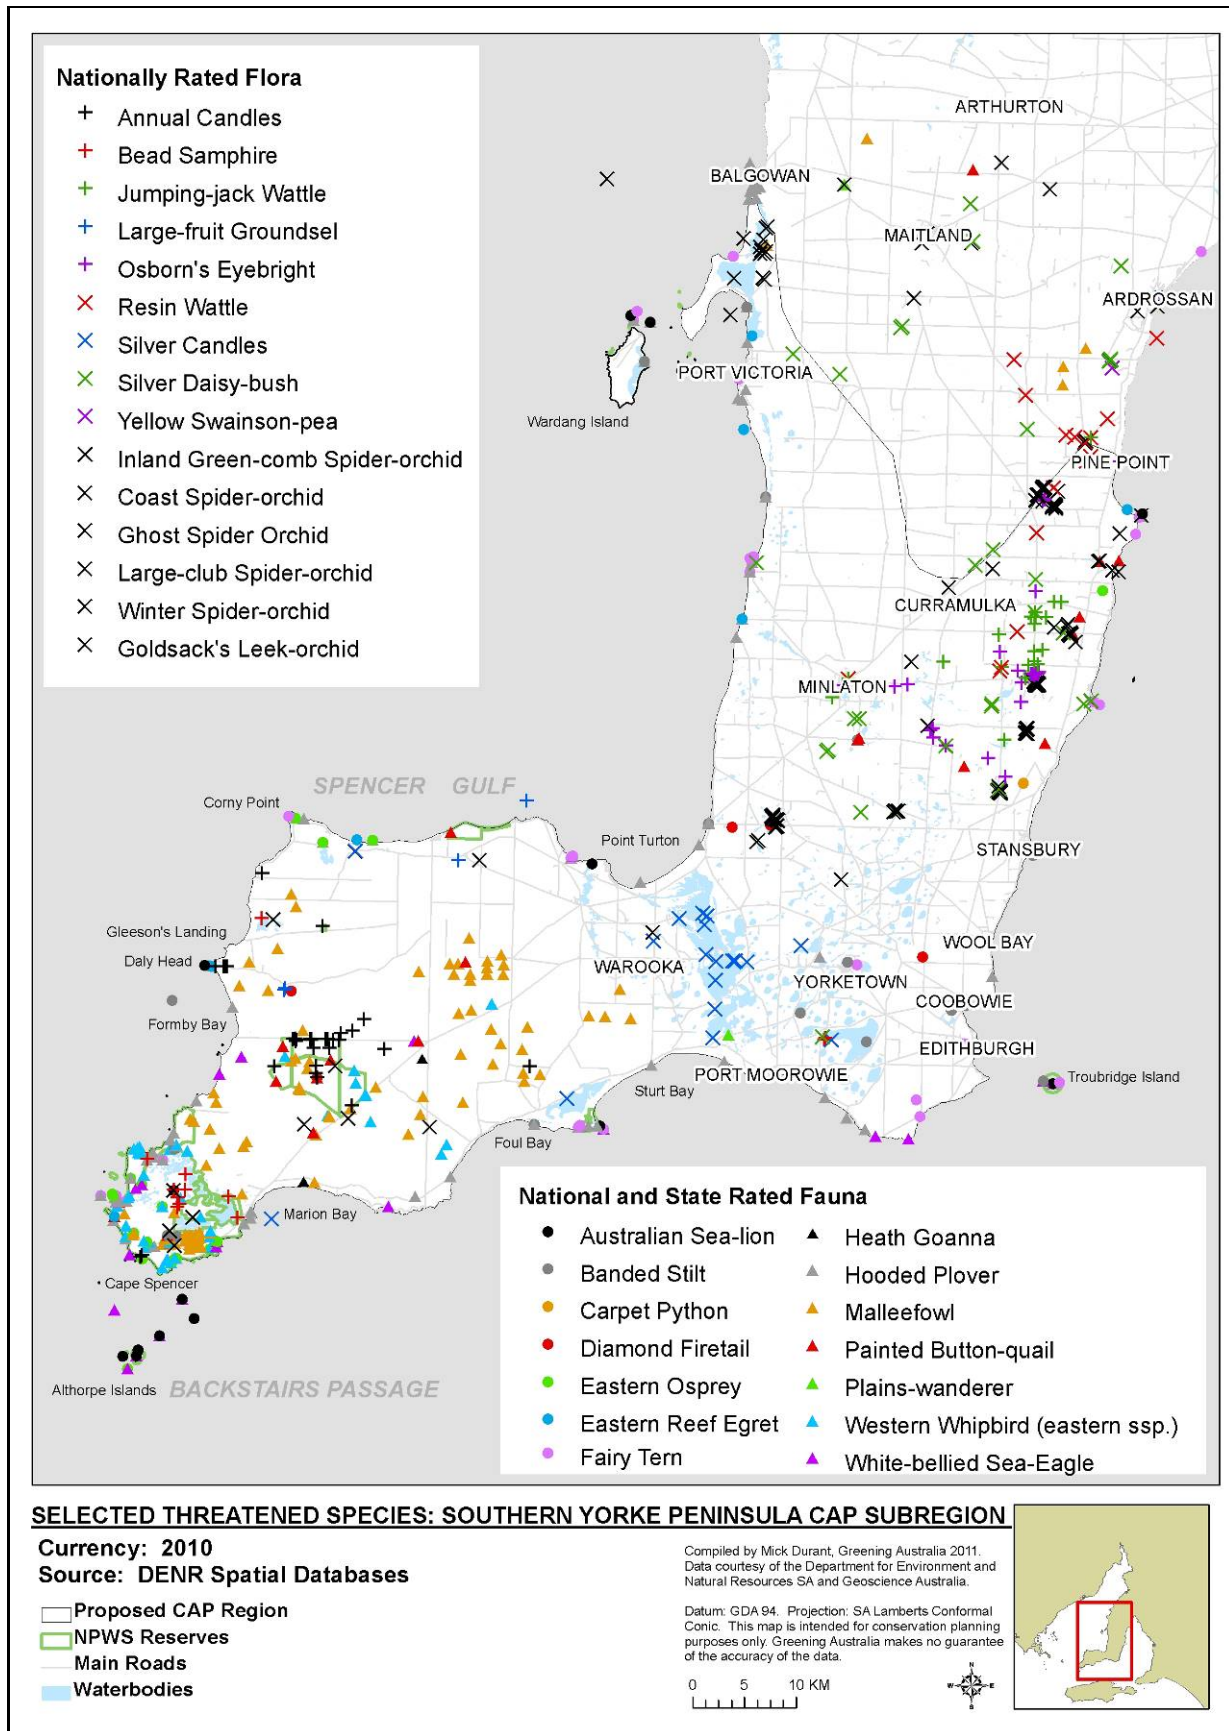 Nationally Rated Flora
Annual Candles
Bead Samphire
Jumping-jack Wattle
Large-fruit Groundsel
Osborn's Eyebright
Resin Wattle
Silver Candles
Silver Daisy-bush
Yellow Swainson-pea
Inland Green-comb Spider-orchid
Coast Spider-orchid
Ghost Spider Orchid
Large-club Spider-orchid
Winter Spider-orchid
Goldsack's Leek-orchid
ARTHURTON
BALGOWAN
MAITLAND
ARDROSSAN
PORT VICTORIA
Wardang Island
PINE POINT
CURRAMULKA
MINLATON
SPENCER GULF
Corny Point
Point Turton
STANSBURY
Gleeson's Landing
Daly Head
WAROOKA
WOOL BAY
YORKETOWN
COOBOWIE
Formby Bay
EDITHBURGH
PORT MOOROWIE
Sturt Bay
Troubridge Island
Foul Bay
Marion Bay
Cape Spencer
Althorpe Islands
BACKSTAIRS PASSAGE
National and State Rated Fauna
Australian Sea-lion
Banded Stilt
Carpet Python
Diamond Firetail
Eastern Osprey
Eastern Reef Egret
Fairy Tern
Heath Goanna
Hooded Plover
Malleefowl
Painted Button-quail
Plains-wanderer
Western Whipbird (eastern ssp.)
White-bellied Sea-Eagle
SELECTED THREATENED SPECIES: SOUTHERN YORKE PENINSULA CAP SUBREGION
Currency: 2010
Source: DENR Spatial Databases
Proposed CAP Region
NPWS Reserves
Main Roads
Waterbodies
Compiled by Mick Durant, Greening Australia 2011.
Data courtesy of the Department for Environment and
Natural Resources SA and Geoscience Australia.
Datum: GDA 94. Projection: SA Lamberts Conformal
Conic. This map is intended for conservation planning
purposes only. Greening Australia makes no guarantee
of the accuracy of the data.
0 5 10 KM
N
W E
S